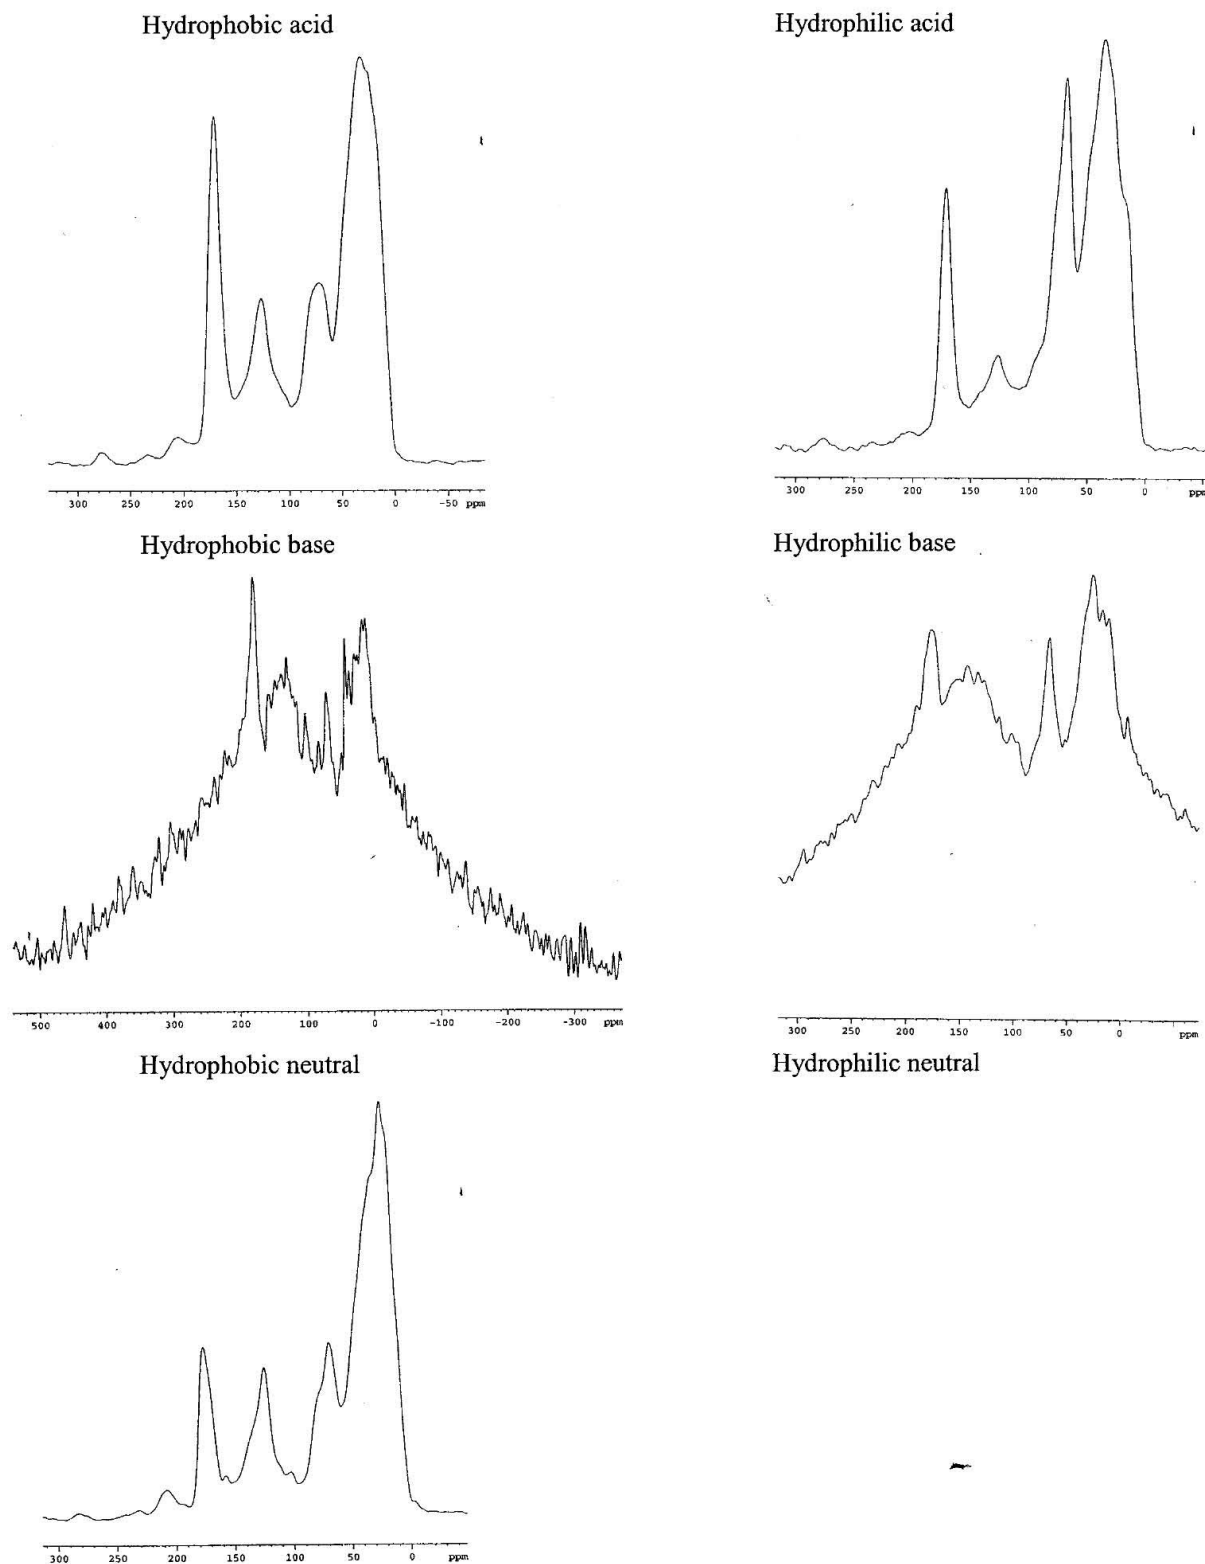 Hydrophobic acid
300 250 200 150 100 50 0 -50 ppm
Hydrophilic acid
300 250 200 150 100 50 0 ppm
Hydrophobic base
500 400 300 200 100 0 -100 -200 -300 ppm
Hydrophilic base
300 250 200 150 100 50 0 ppm
Hydrophobic neutral
300 250 200 150 100 50 0 ppm
Hydrophilic neutral